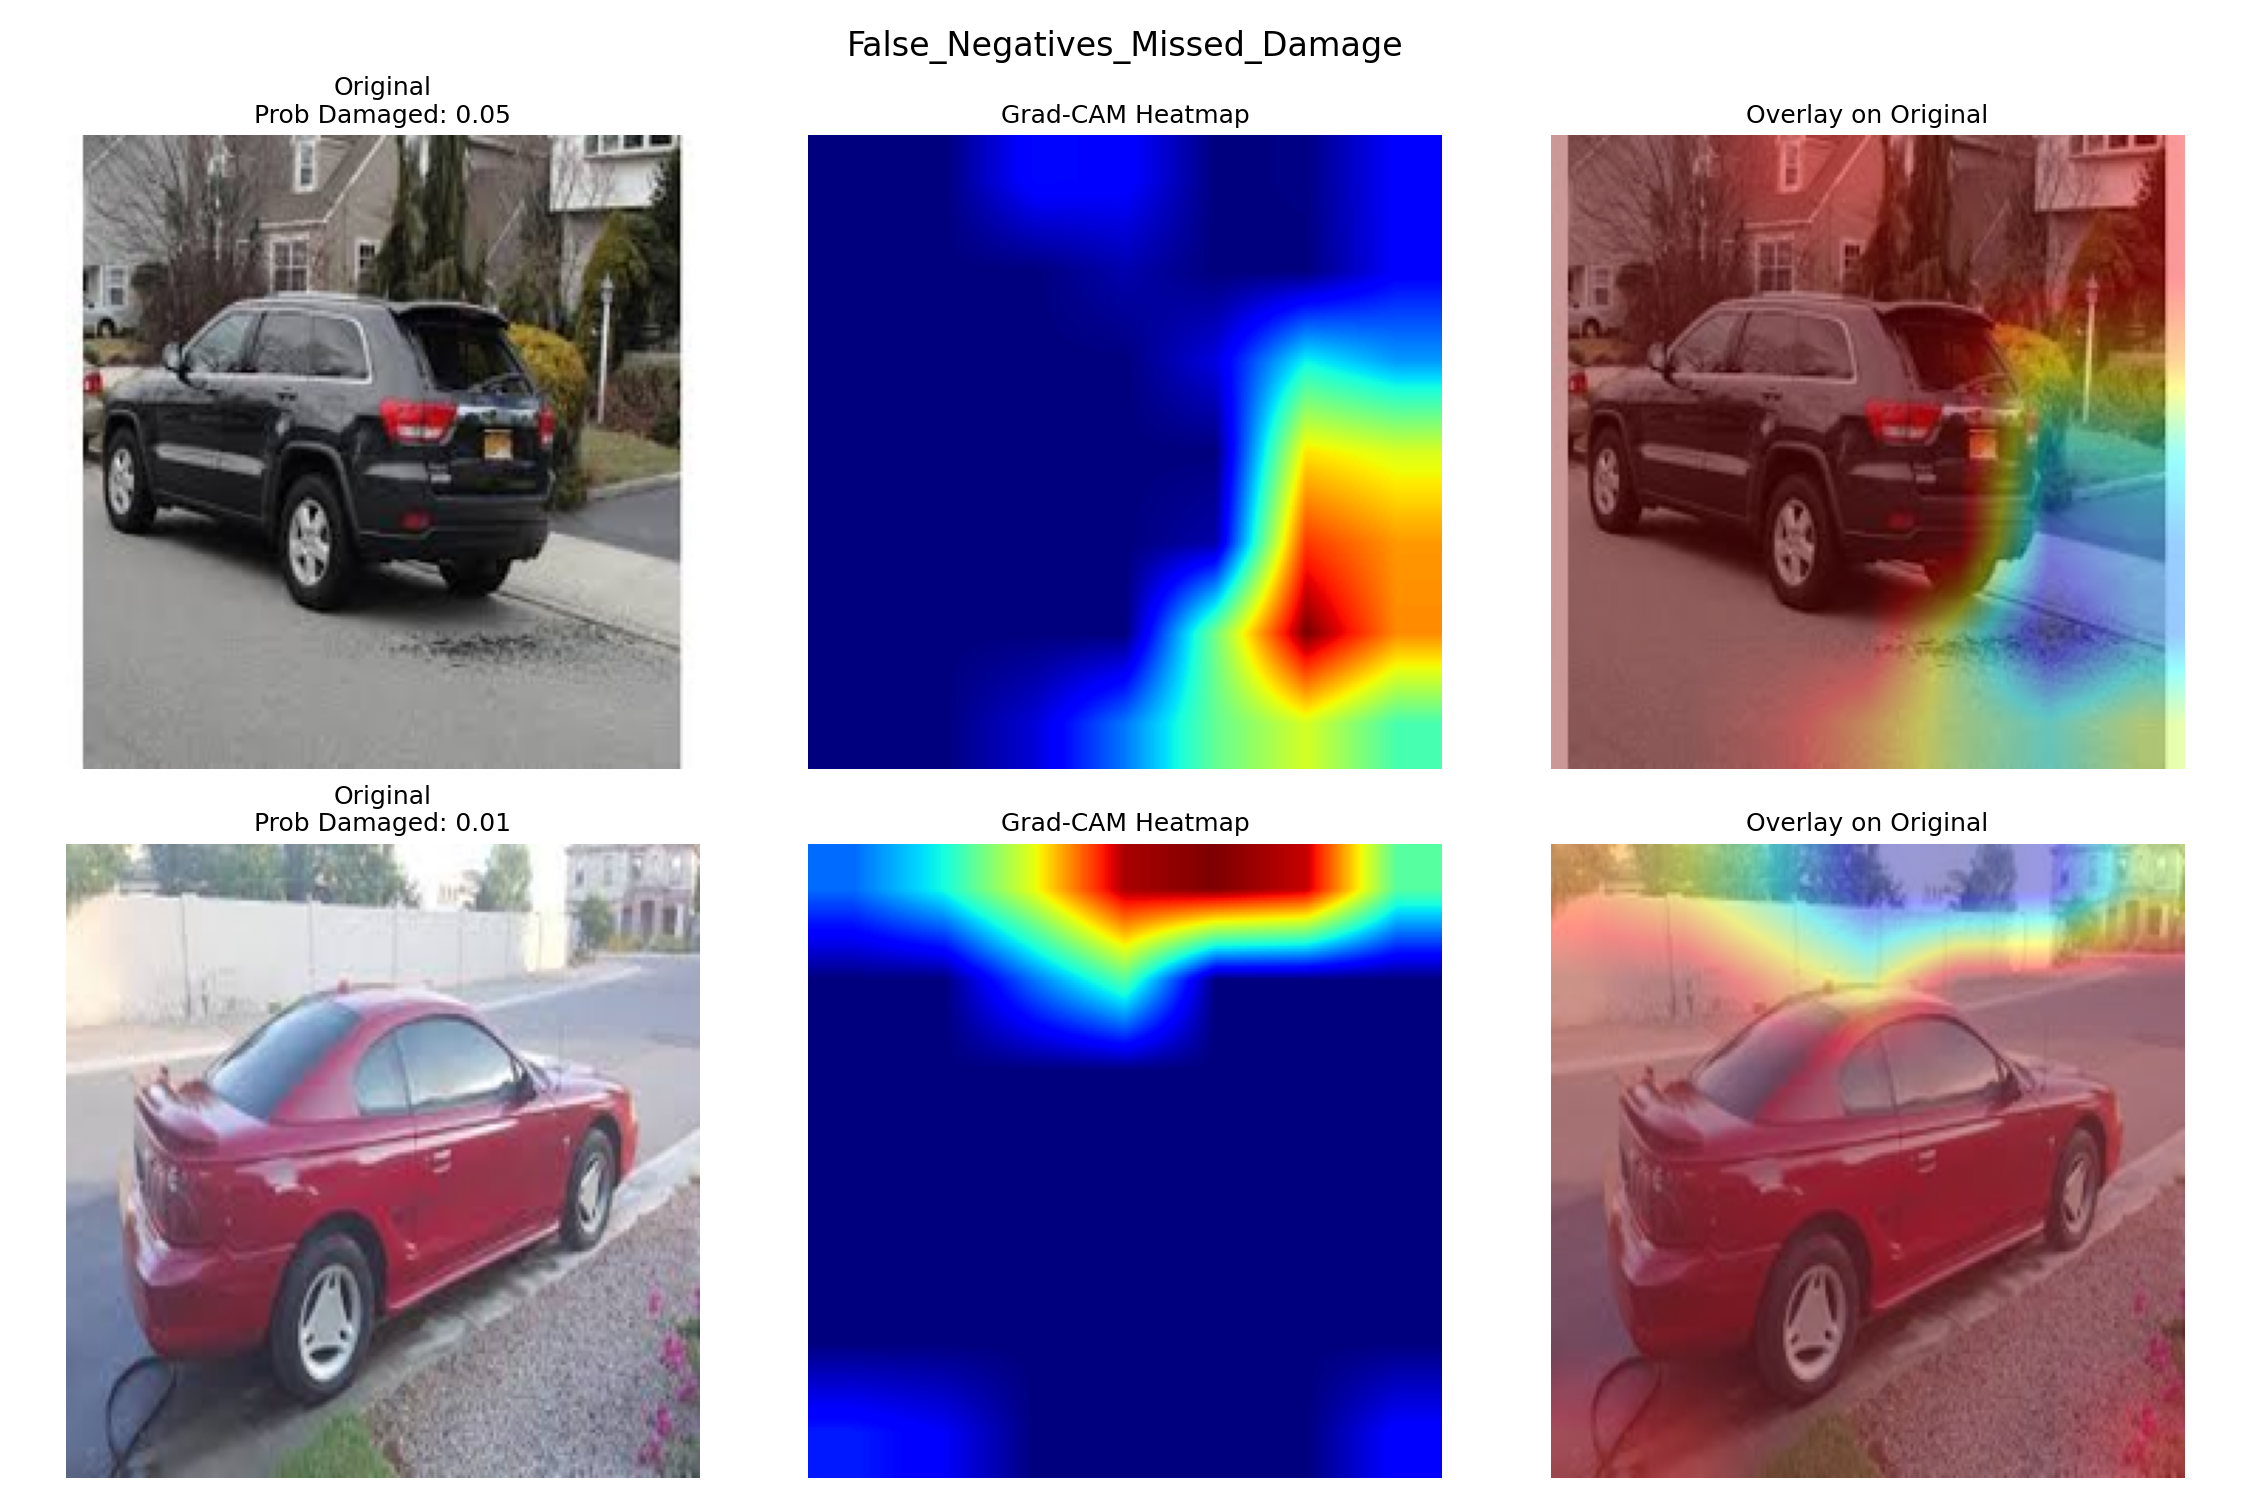 False_Negatives_Missed_Damage
Original
Prob Damaged: 0.05
Grad-CAM Heatmap
Overlay on Original
Original
Prob Damaged: 0.01
Grad-CAM Heatmap
Overlay on Original